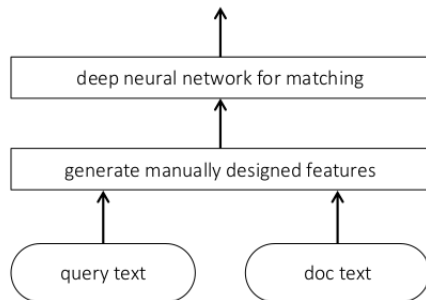 deep neural network for matching
generate manually designed features
query text
doc text